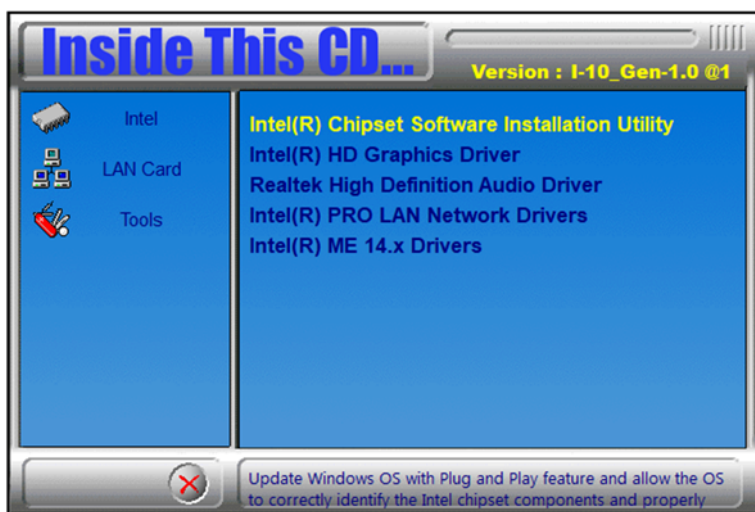 Inside This CD...
Version : I-10_Gen-1.0 @1
Intel
LAN Card
Tools
Intel(R) Chipset Software Installation Utility
Intel(R) HD Graphics Driver
Realtek High Definition Audio Driver
Intel(R) PRO LAN Network Drivers
Intel(R) ME 14.x Drivers
Update Windows OS with Plug and Play feature and allow the OS
to correctly identify the Intel chipset components and properly